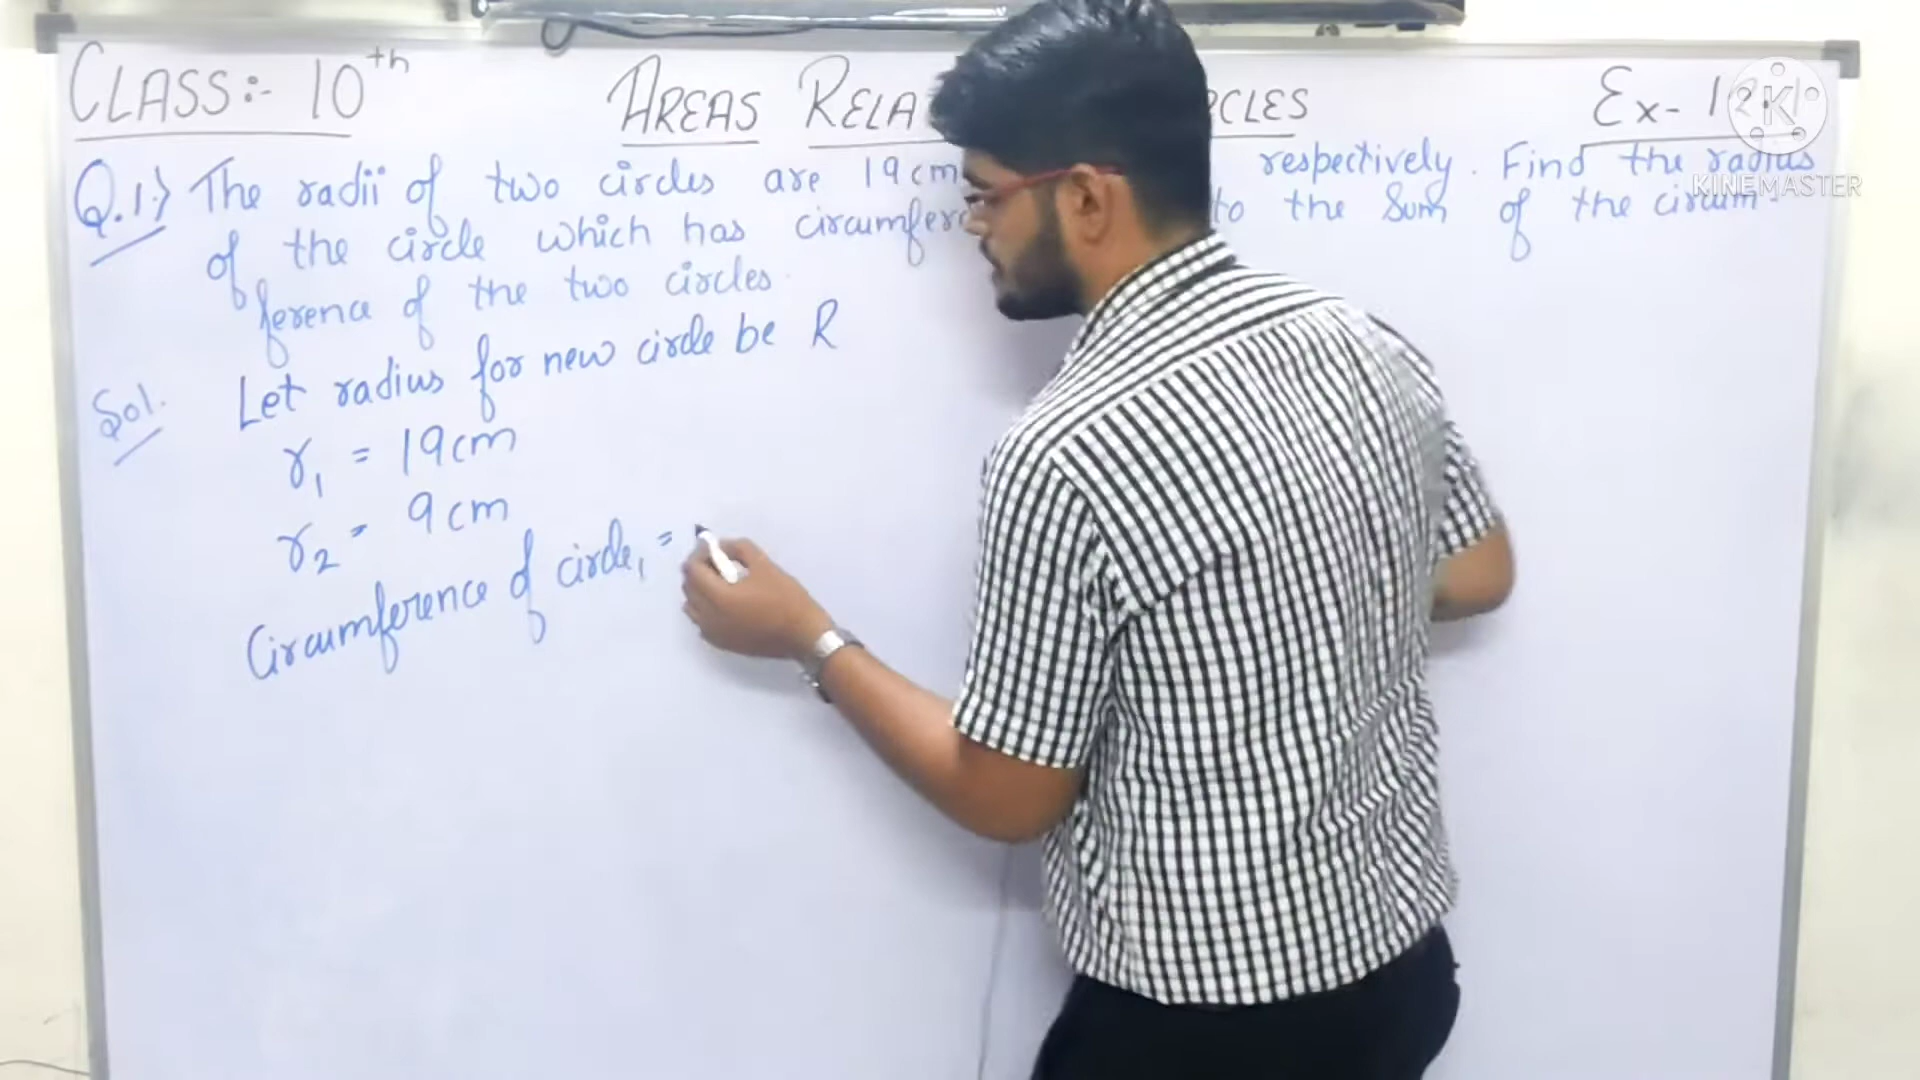 CLASS:- 10th
AREAS RELA RCLES
Ex- 12.1
Q.1) The radii of two circles are 19cm respectively. Find the radius
of the circle which has circumfere to the Sum of the circum-
ference of the two circles.
Sol. Let radius for new circle be R
r1 = 19cm
r2 = 9cm
Circumference of circle1 =
K
KINEMASTER